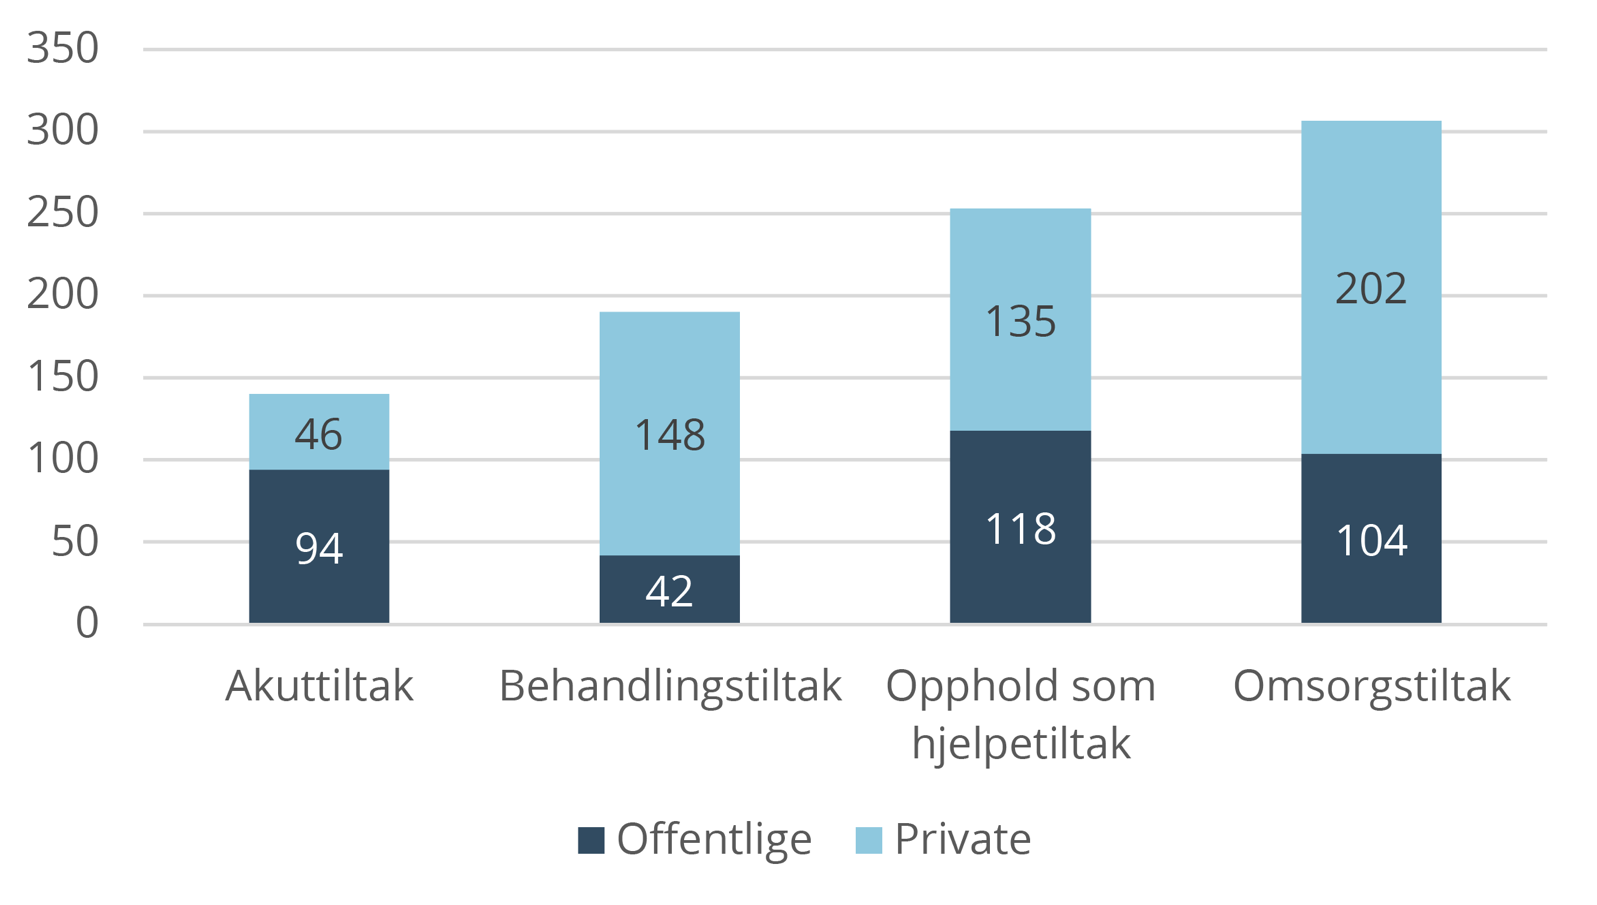 350
300
250
200
150
100
50
0
46
94
148
42
135
118
202
104
Akuttiltak
Behandlingstiltak
Opphold som
hjelpetiltak
Omsorgstiltak
Offentlige
Private